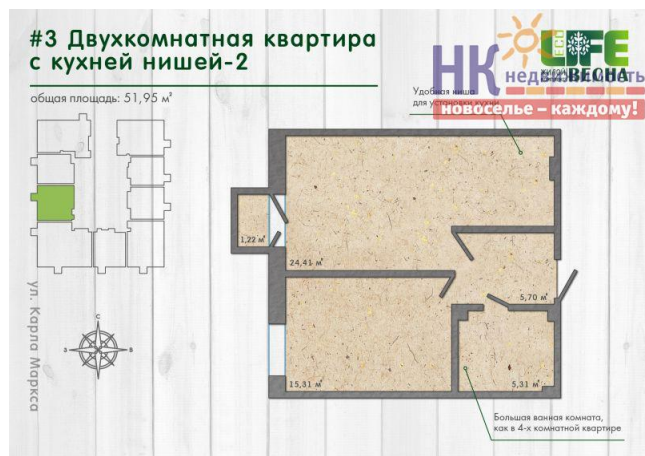 #3 Двухкомнатная квартира
с кухней нишей-2
общая площадь: 51,95 м²
НК
недвижимость
новоселье – каждому!
ECO
LIFE
ВЕСНА
Удобная ниша
для установки кухни
1,22 м²
24,41 м²
5,70 м²
15,31 м²
5,31 м²
ул. Карла Маркса
С
З
В
Большая ванная комната,
как в 4-х комнатной квартире